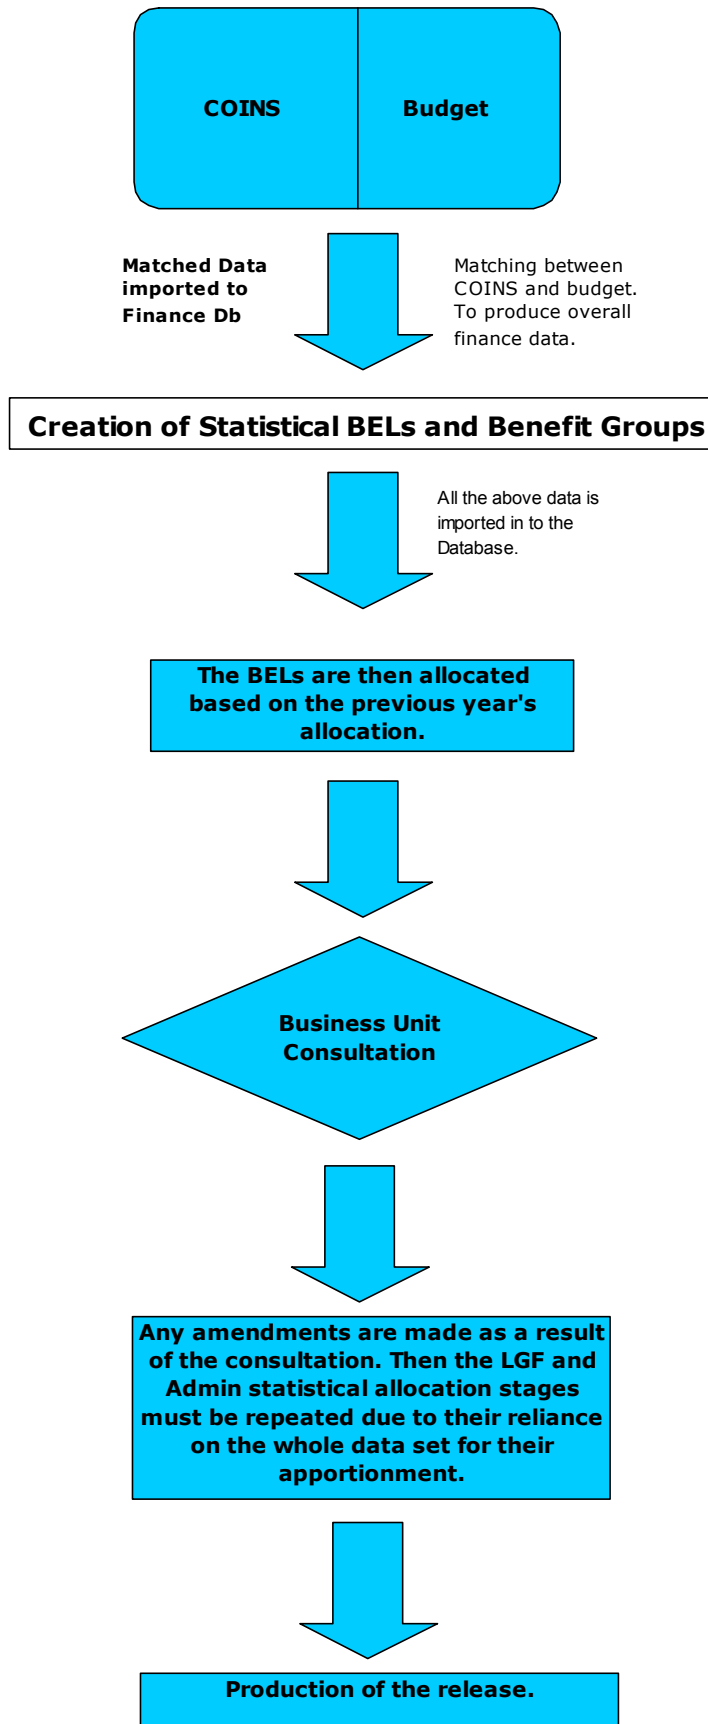 COINS
Budget
Matched Data
imported to
Finance Db
Matching between
COINS and budget.
To produce overall
finance data.
Creation of Statistical BELs and Benefit Groups
All the above data is
imported in to the
Database.
The BELs are then allocated
based on the previous year's
allocation.
Business Unit
Consultation
Any amendments are made as a result
of the consultation. Then the LGF and
Admin statistical allocation stages
must be repeated due to their reliance
on the whole data set for their
apportionment.
Production of the release.